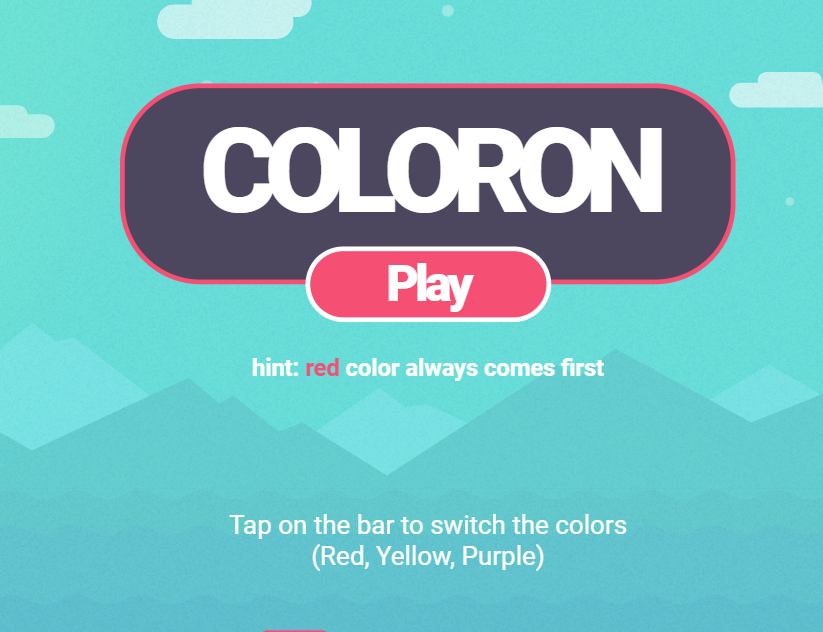 COLORON
Play
hint: red color always comes first
Tap on the bar to switch the colors
(Red, Yellow, Purple)